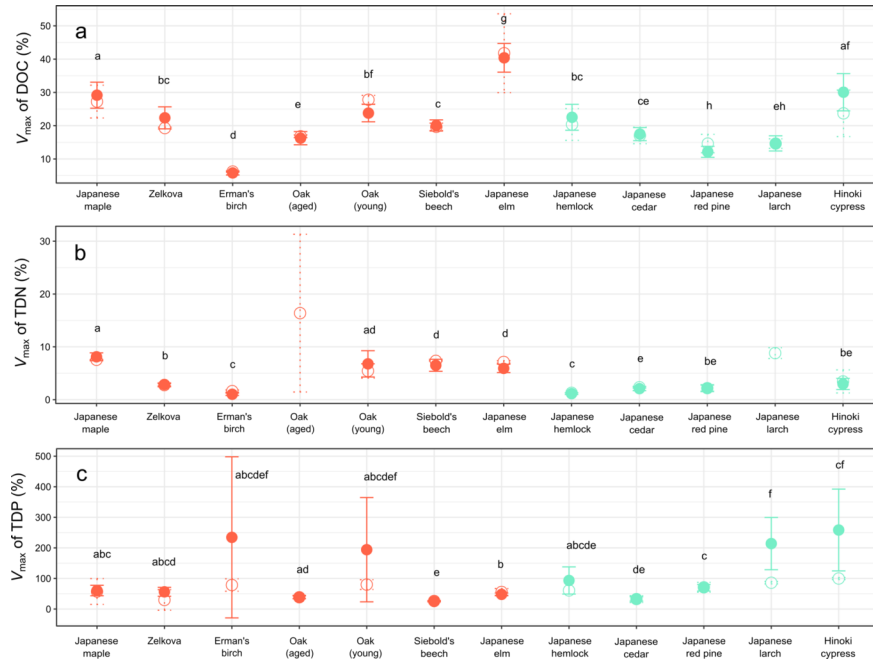 a
V_max of DOC (%)
50
40
30
20
10
a bc d e bf c g bc ce h eh af
Japanese maple
Zelkova
Erman's birch
Oak (aged)
Oak (young)
Siebold's beech
Japanese elm
Japanese hemlock
Japanese cedar
Japanese red pine
Japanese larch
Hinoki cypress
b
V_max of TDN (%)
30
20
10
0
a b c ad d d c e be be
Japanese maple
Zelkova
Erman's birch
Oak (aged)
Oak (young)
Siebold's beech
Japanese elm
Japanese hemlock
Japanese cedar
Japanese red pine
Japanese larch
Hinoki cypress
c
V_max of TDP (%)
500
400
300
200
100
0
abc abcd abcdef ad abcdef e b abcde de c f cf
Japanese maple
Zelkova
Erman's birch
Oak (aged)
Oak (young)
Siebold's beech
Japanese elm
Japanese hemlock
Japanese cedar
Japanese red pine
Japanese larch
Hinoki cypress